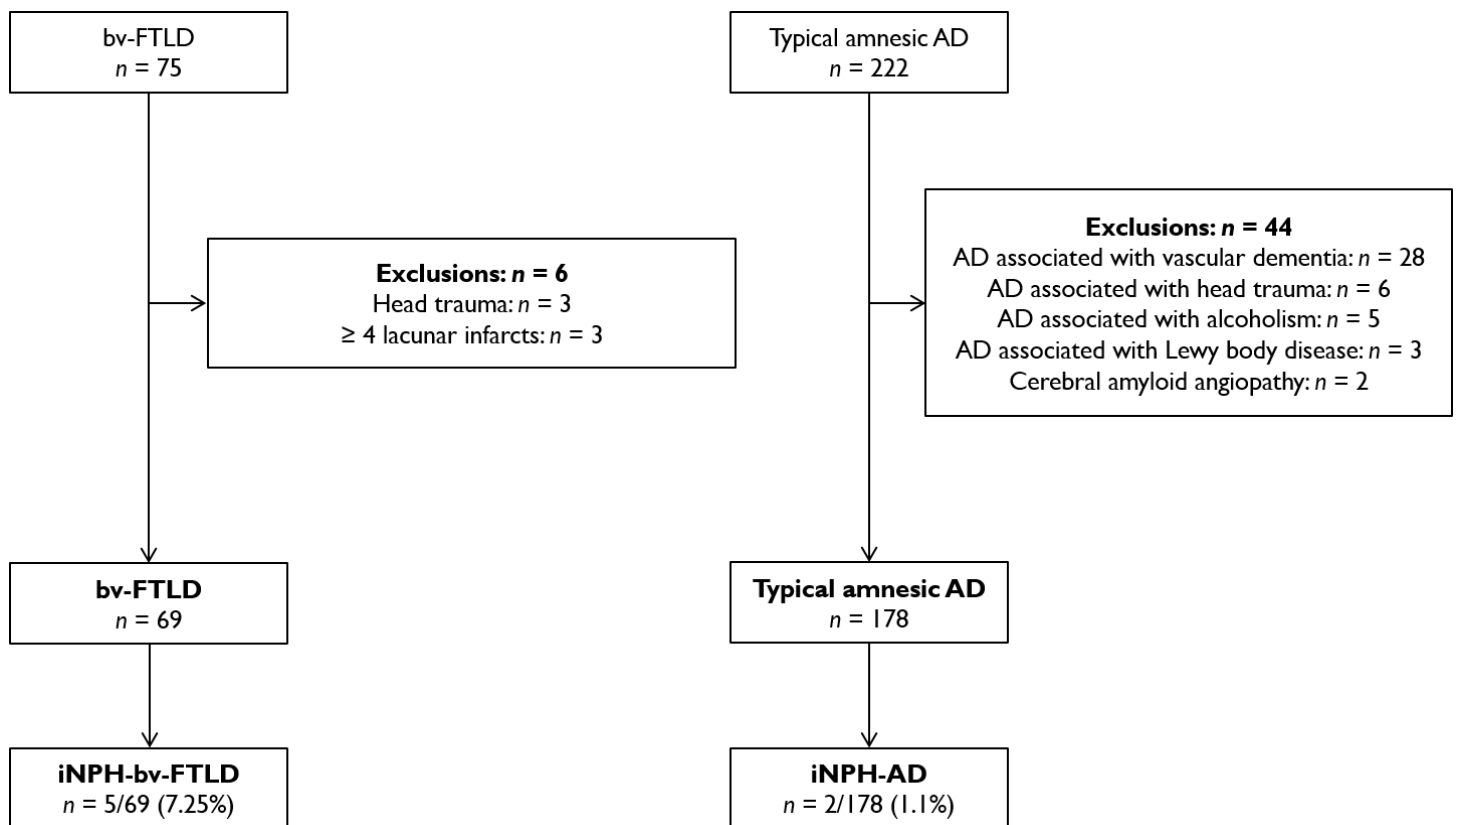 bv-FTLD
n = 75
Typical amnesic AD
n = 222
Exclusions: n = 6
Head trauma: n = 3
≥ 4 lacunar infarcts: n = 3
Exclusions: n = 44
AD associated with vascular dementia: n = 28
AD associated with head trauma: n = 6
AD associated with alcoholism: n = 5
AD associated with Lewy body disease: n = 3
Cerebral amyloid angiopathy: n = 2
bv-FTLD
n = 69
Typical amnesic AD
n = 178
iNPH-bv-FTLD
n = 5/69 (7.25%)
iNPH-AD
n = 2/178 (1.1%)